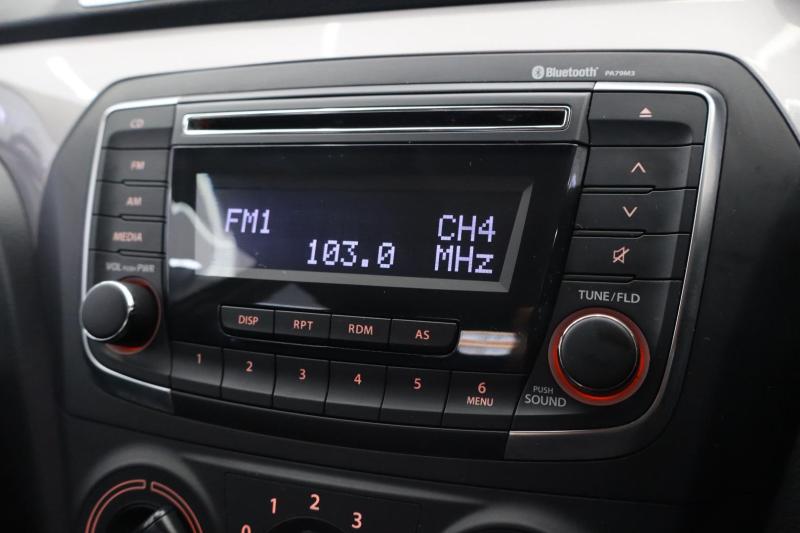 Bluetooth PA79M3
CD
FM
AM
MEDIA
VOL PUSH PWR
FM1 CH4
103.0 MHz
TUNE/FLD
DISP RPT RDM AS
1 2 3 4 5 6
MENU
PUSH
SOUND
0 1 2 3